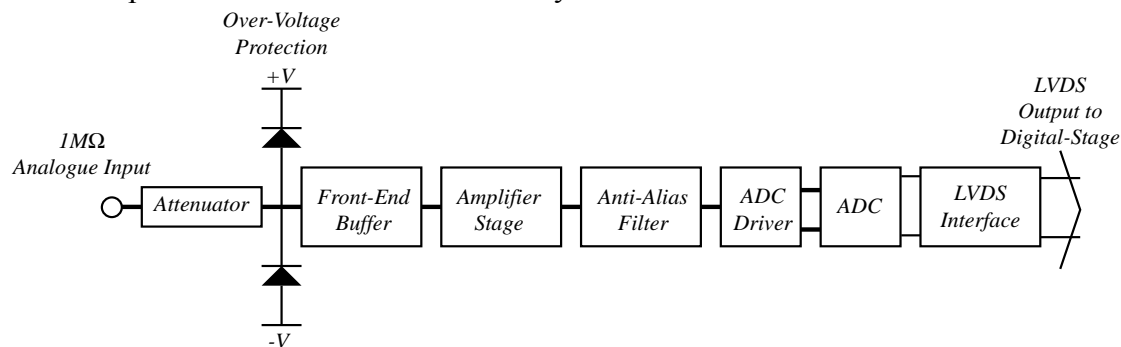 Over-Voltage
Protection
+V
1MΩ
Analogue Input
Attenuator
-V
Front-End
Buffer
Amplifier
Stage
Anti-Alias
Filter
ADC
Driver
ADC
LVDS
Interface
LVDS
Output to
Digital-Stage